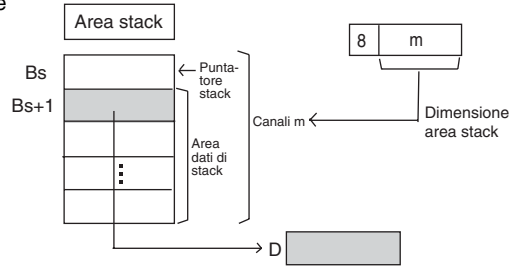 e
Area stack
8 m
Bs
Punta-
tore
stack
Bs+1
Canali m
Dimensione
area stack
Area
dati di
stack
D